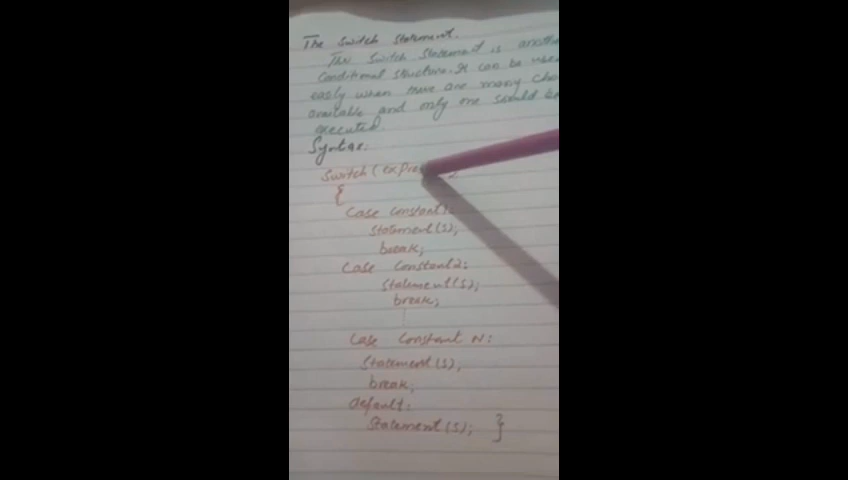 The Switch Statement.
The Switch Statement is
Conditional Structure. It can be
easily when there are many
available and only one should be
executed.
Syntax.
Switch (
{
Case Constant1:
Statement(s);
break;
Case Constant2:
Statement(s);
break;
Case Constant N:
Statement(s);
break;
default:
Statement(s); }